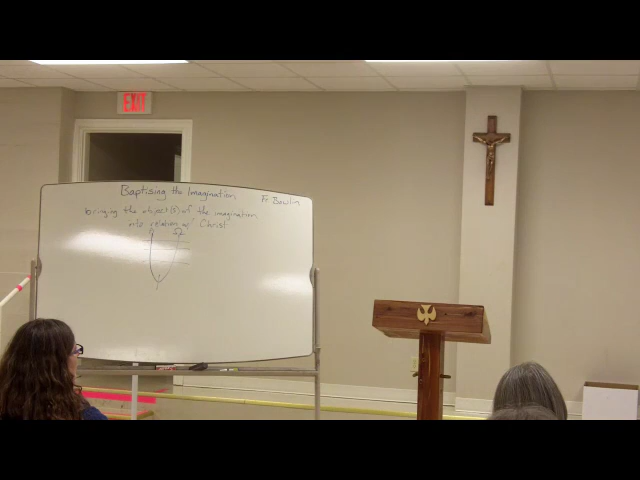 EXIT
Baptising the Imagination
Fr Bowlin
bringing the object(s) of the imagination
into relation w/ Christ